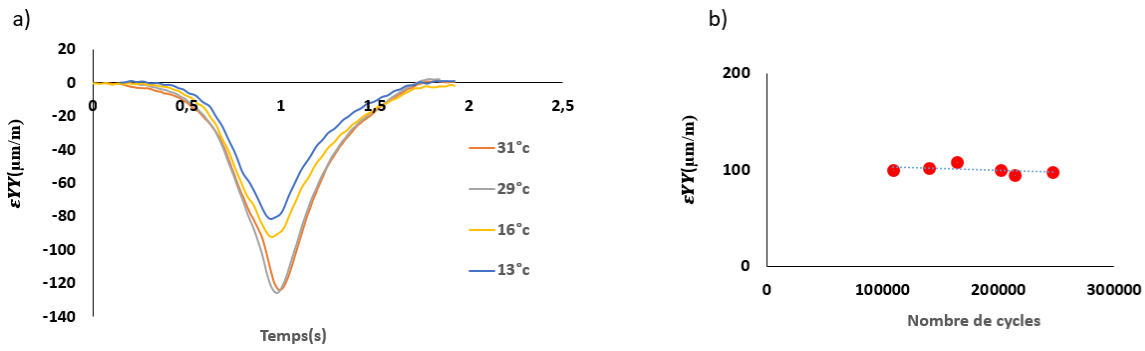 a)
20
0
-20
-40
-60
-80
-100
-120
-140
0
0,5
1
1,5
2
2,5
εYY(μm/m)
Temps(s)
31°c
29°c
16°c
13°c
b)
200
100
0
0
100000
200000
300000
εYY(μm/m)
Nombre de cycles